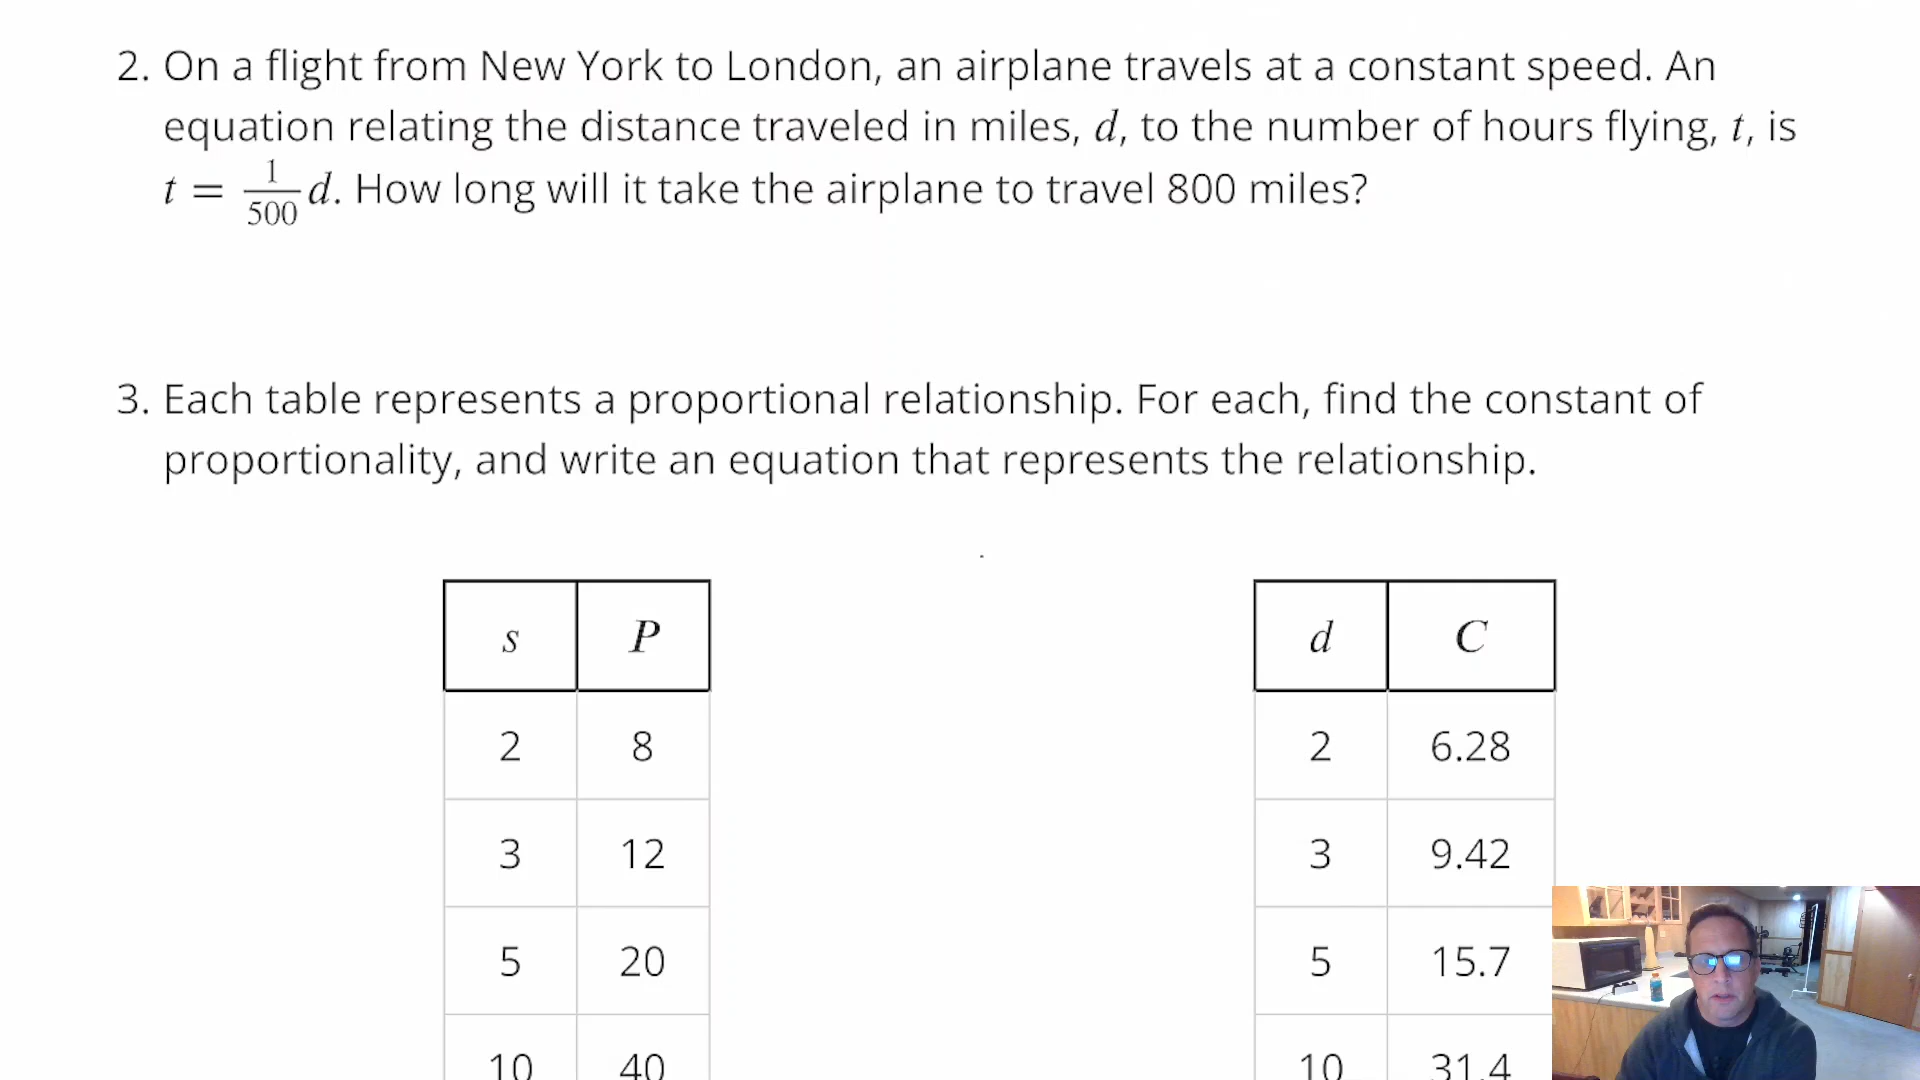 2. On a flight from New York to London, an airplane travels at a constant speed. An
equation relating the distance traveled in miles, d, to the number of hours flying, t, is
t = 1/500 d. How long will it take the airplane to travel 800 miles?
3. Each table represents a proportional relationship. For each, find the constant of
proportionality, and write an equation that represents the relationship.
s P
2 8
3 12
5 20
10 40
d C
2 6.28
3 9.42
5 15.7
10 31.4